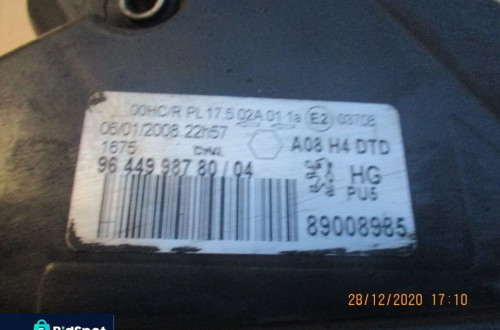 00HC/R PL 17.5 02A 01 1a E2 03708
06/01/2008 22h57
A08 H4 DTD
1675
96 449 987 80/04
HG
PU5
89008985
28/12/2020 17:10
BidSpot